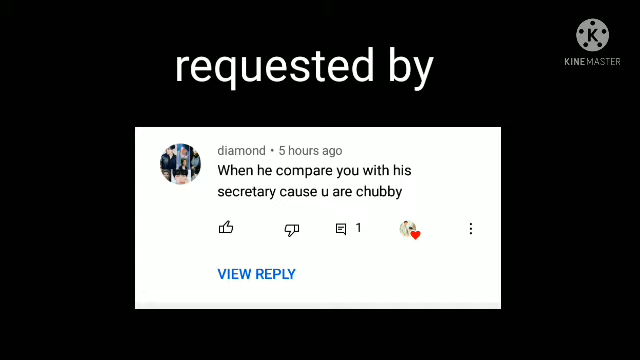 requested by
K
KINEMASTER
diamond • 5 hours ago
When he compare you with his
secretary cause u are chubby
1
VIEW REPLY